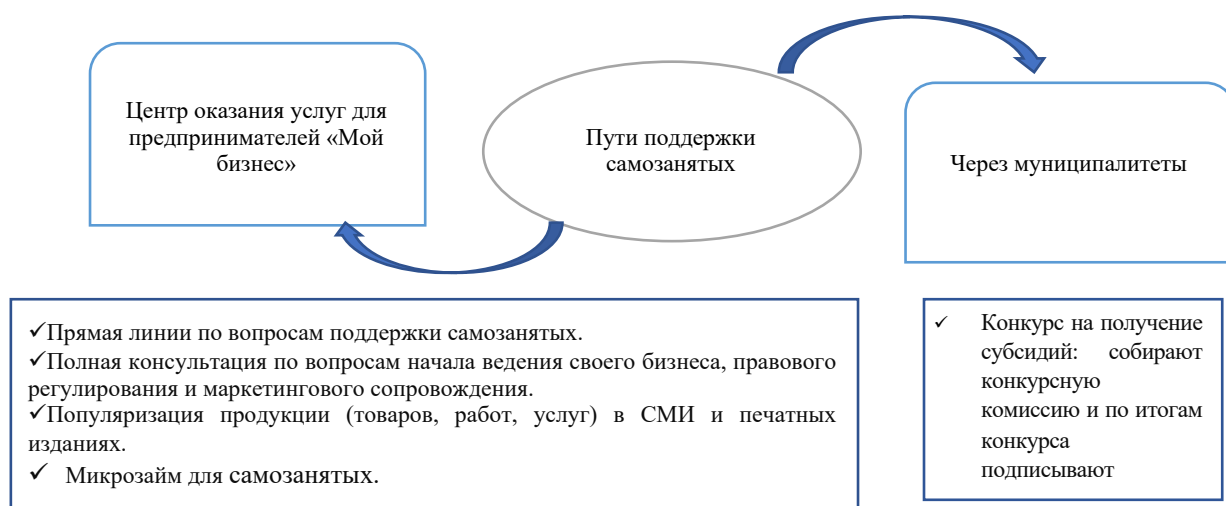 Центр оказания услуг для
предпринимателей «Мой
бизнес»
Пути поддержки
самозанятых
Через муниципалитеты
✓Прямая линии по вопросам поддержки самозанятых.
✓Полная консультация по вопросам начала ведения своего бизнеса, правового
регулирования и маркетингового сопровождения.
✓Популяризация продукции (товаров, работ, услуг) в СМИ и печатных
изданиях.
✓ Микрозайм для самозанятых.
✓ Конкурс на получение
субсидий: собирают
конкурсную
комиссию и по итогам
конкурса
подписывают